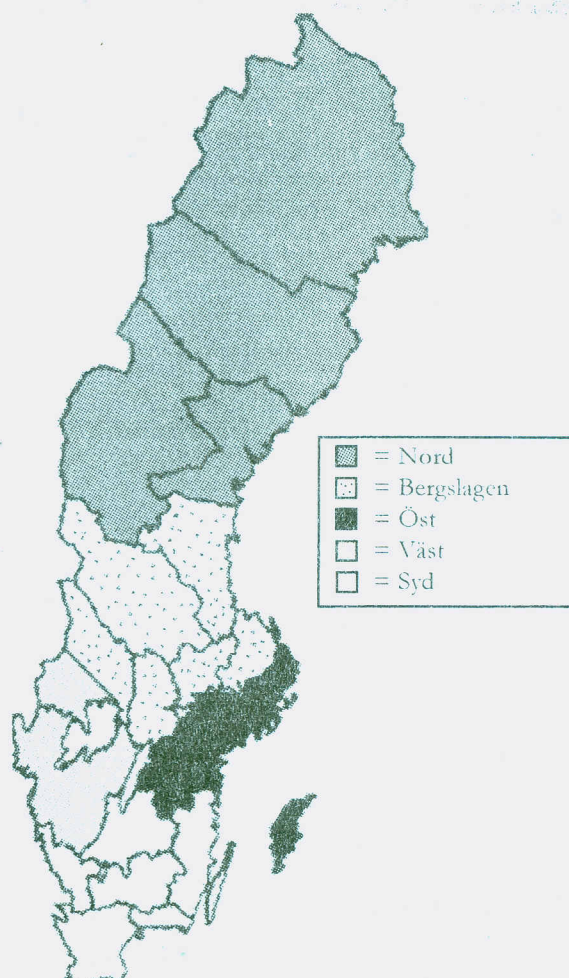 = Nord
= Bergslagen
= Öst
= Väst
= Syd